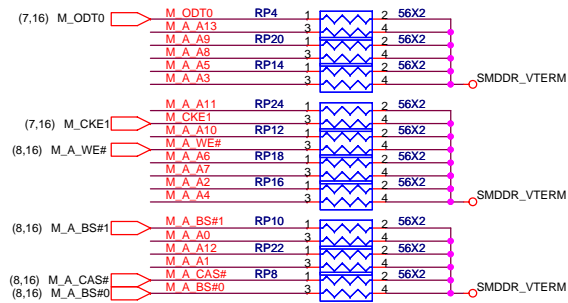 (7,16) M_ODT0 M_ODT0 RP4 1 2 56X2
M_A_A13 3 4
M_A_A9 RP20 1 2 56X2
M_A_A8 3 4
M_A_A5 RP14 1 2 56X2
M_A_A3 3 4 SMDDR_VTERM
M_A_A11 RP24 1 2 56X2
(7,16) M_CKE1 M_CKE1 3 4
M_A_A10 RP12 1 2 56X2
(8,16) M_A_WE# M_A_WE# 3 4
M_A_A6 RP18 1 2 56X2
M_A_A7 3 4
M_A_A2 RP16 1 2 56X2
M_A_A4 3 4 SMDDR_VTERM
(8,16) M_A_BS#1 M_A_BS#1 RP10 1 2 56X2
M_A_A0 3 4
M_A_A12 RP22 1 2 56X2
M_A_A1 3 4
(8,16) M_A_CAS# M_A_CAS# RP8 1 2 56X2
(8,16) M_A_BS#0 M_A_BS#0 3 4 SMDDR_VTERM